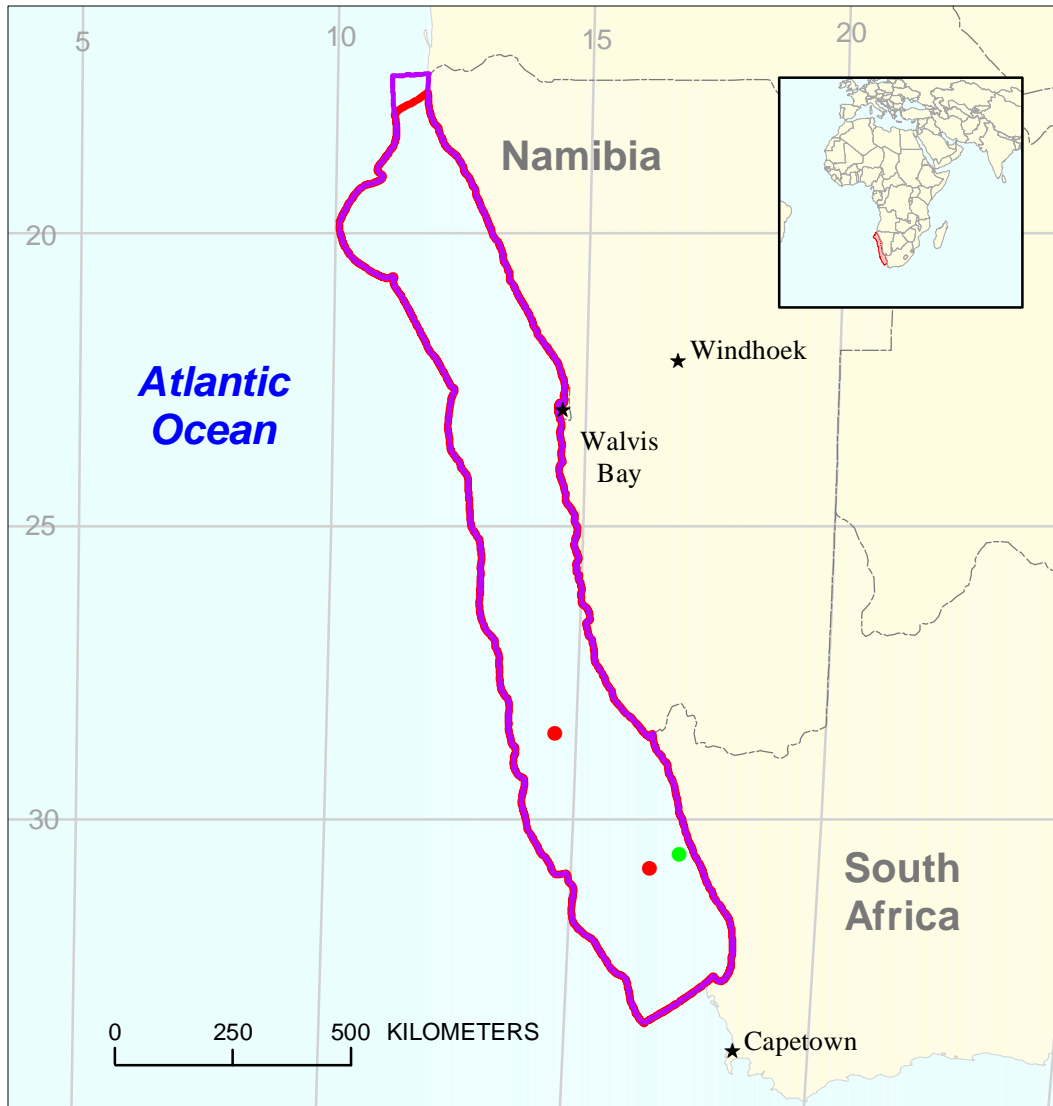 5
10
15
20
Namibia
20
Windhoek
Atlantic
Ocean
Walvis
Bay
25
30
South
Africa
0 250 500 KILOMETERS
Capetown